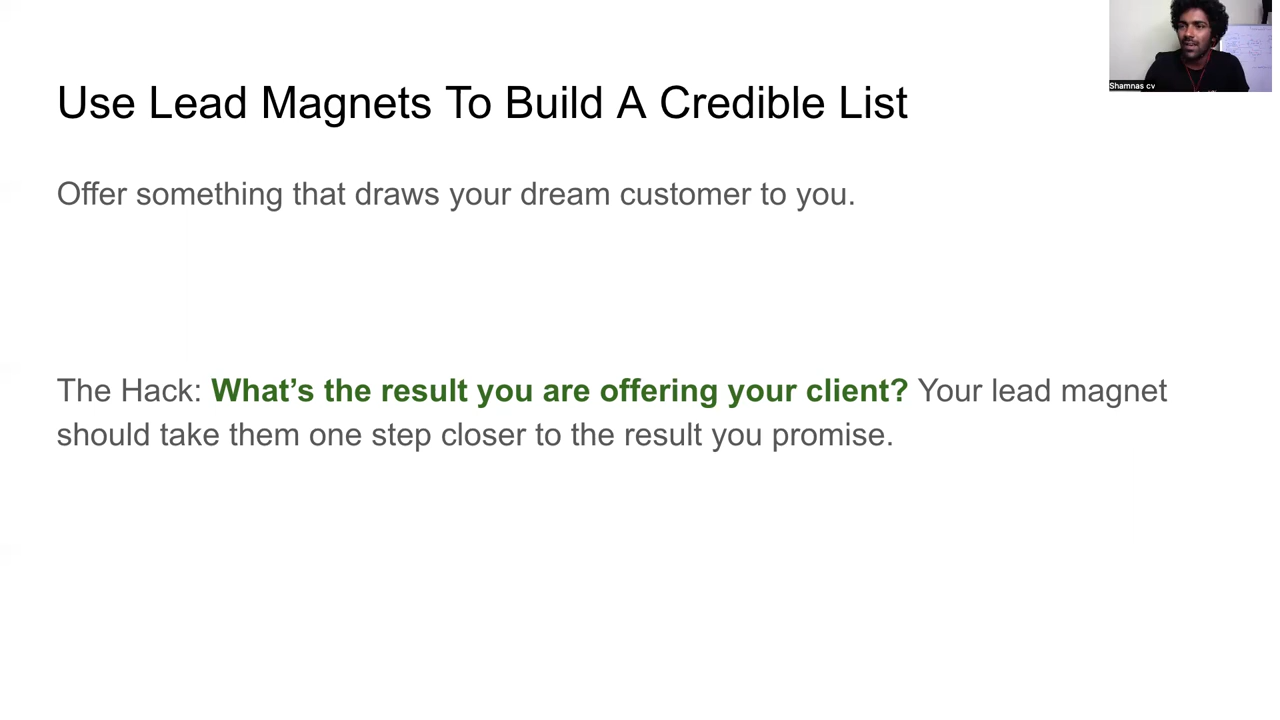 Use Lead Magnets To Build A Credible List
Offer something that draws your dream customer to you.
The Hack: What’s the result you are offering your client? Your lead magnet
should take them one step closer to the result you promise.
Shamnas cv